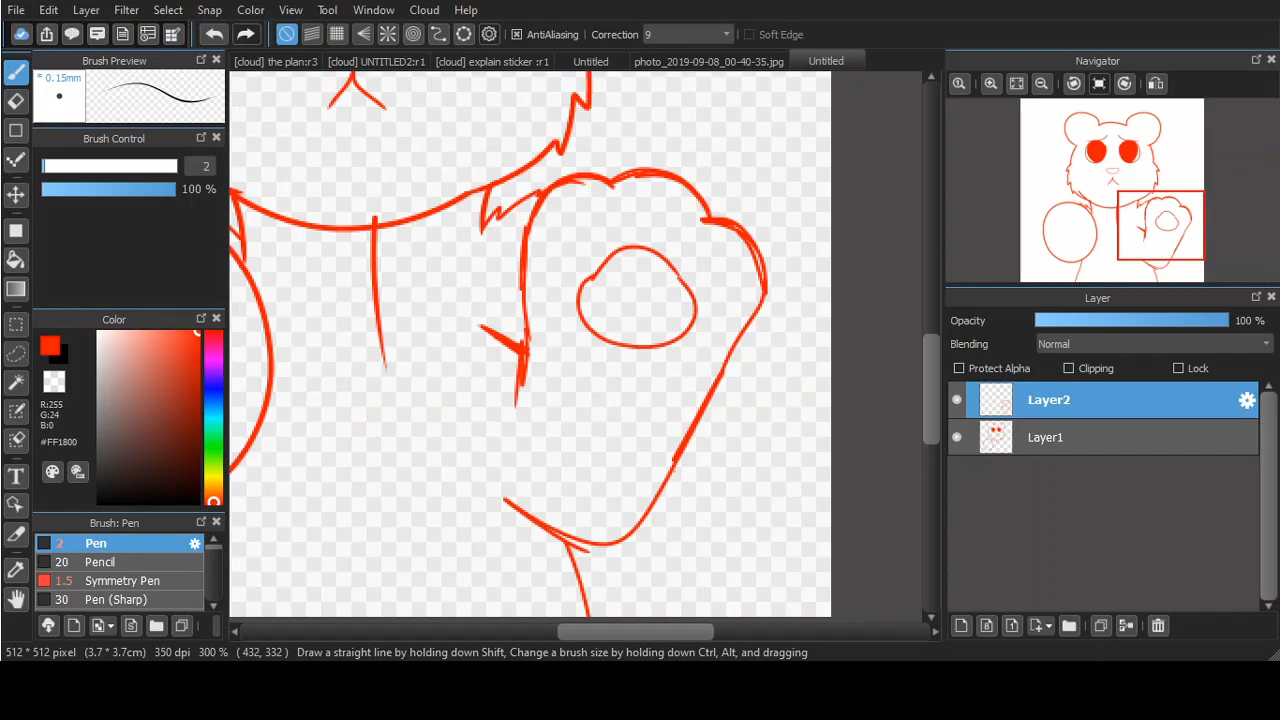 File Edit Layer Filter Select Snap Color View Tool Window Cloud Help
AntiAliasing Correction 9 Soft Edge
Brush Preview
* 0.15mm
Brush Control
2
100 %
Color
R:255
G:24
B:0
#FF1800
Brush: Pen
2 Pen
20 Pencil
1.5 Symmetry Pen
30 Pen (Sharp)
[cloud] the plan:r3 [cloud] UNTITLED2:r1 [cloud] explain sticker :r1 Untitled photo_2019-09-08_00-40-35.jpg Untitled
Navigator
Layer
Opacity 100 %
Blending Normal
Protect Alpha Clipping Lock
Layer2
Layer1
512 * 512 pixel (3.7 * 3.7cm) 350 dpi 300 % ( 432, 332 ) Draw a straight line by holding down Shift, Change a brush size by holding down Ctrl, Alt, and dragging